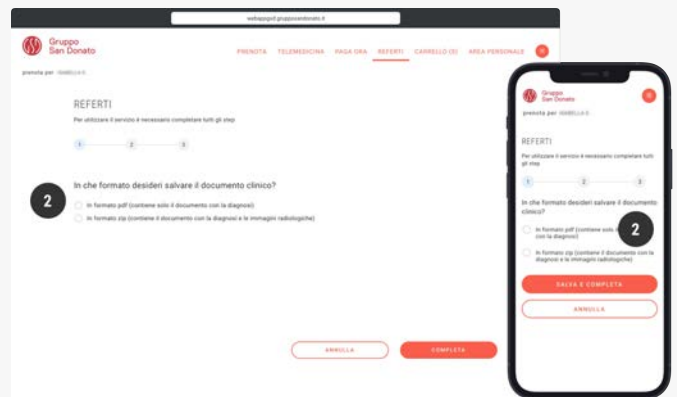 webappgvd.grupposandonato.it
Gruppo
San Donato
PRENOTA TELEMEDICINA PAGA ORA REFERTI CARRELLO (0) AREA PERSONALE
prenota per
REFERTI
Per utilizzare il servizio è necessario completare tutti gli step
1 2 3
In che formato desideri salvare il documento clinico?
2
In formato pdf (contiene solo il documento con la diagnosi)
In formato zip (contiene il documento con la diagnosi e le immagini radiologiche)
ANNULLA COMPLETA
Gruppo
San Donato
prenota per
REFERTI
Per utilizzare il servizio è necessario completare tutti
gli step
1 2 3
In che formato desideri salvare il documento
clinico?
In formato pdf (contiene solo il
con la diagnosi)
2
In formato zip (contiene il documento con la
diagnosi e le immagini radiologiche)
SALVA E COMPLETA
ANNULLA